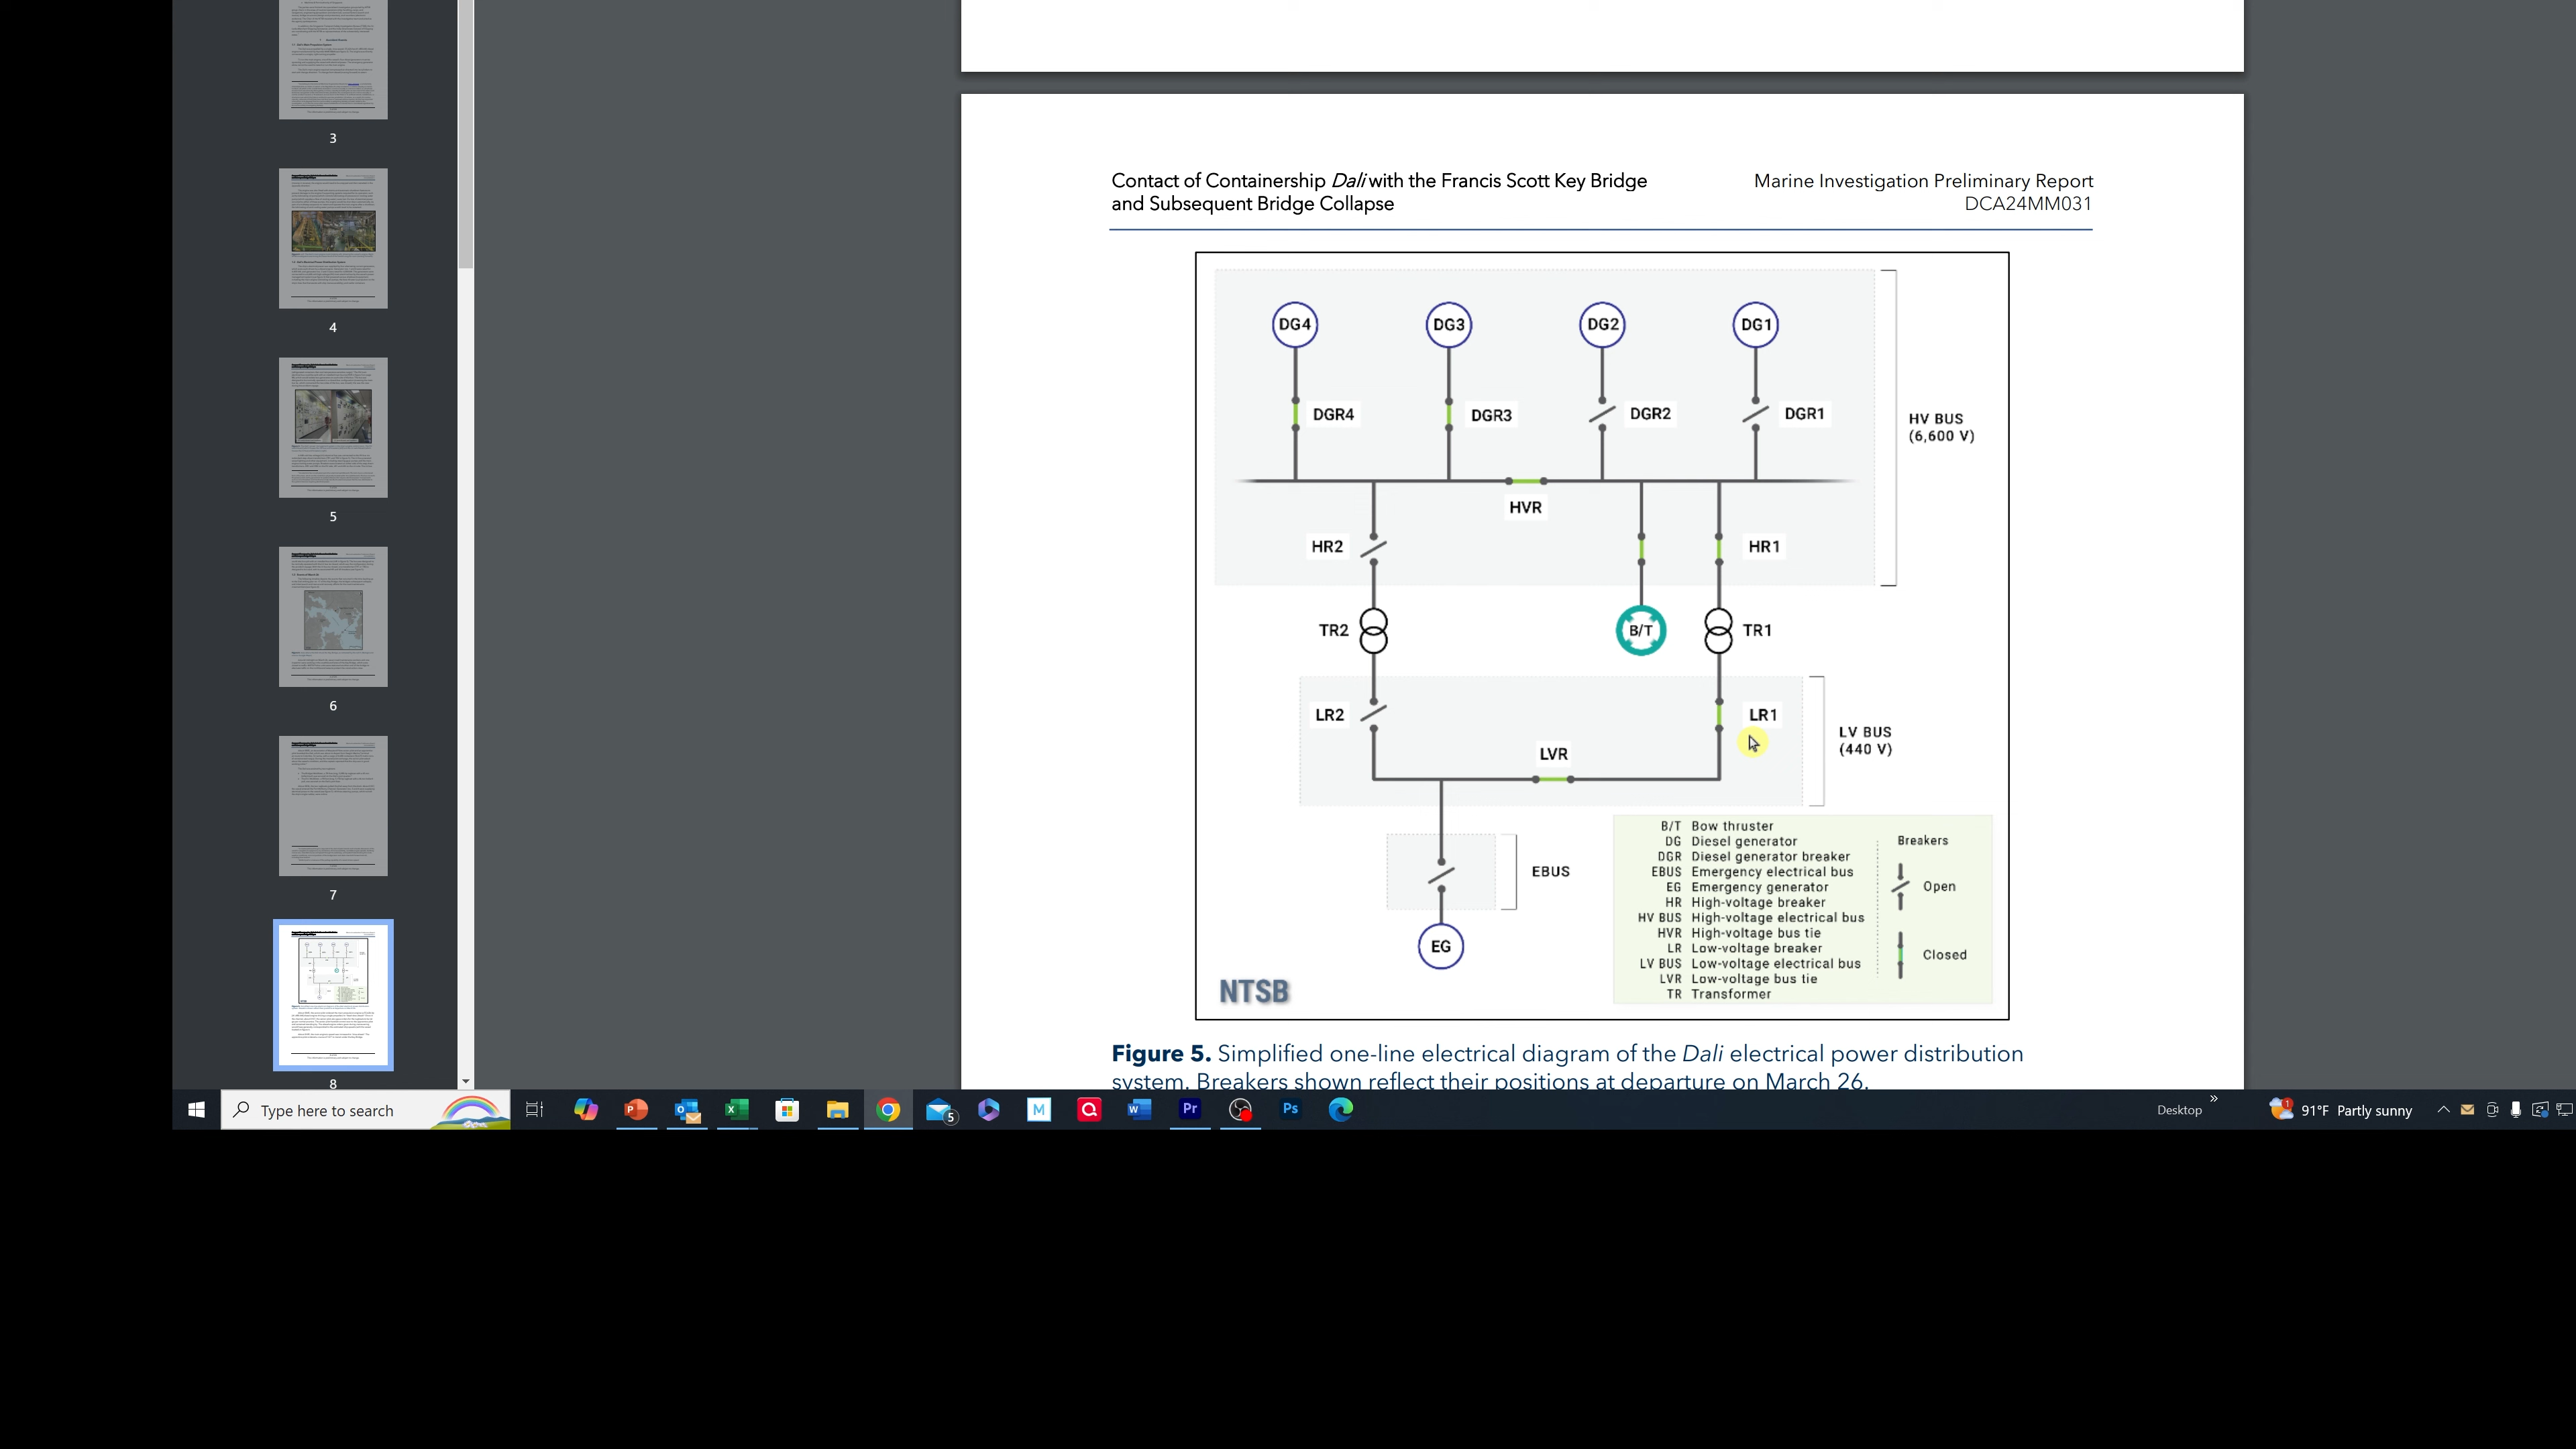 3
4
5
6
7
8
Contact of Containership Dali with the Francis Scott Key Bridge
and Subsequent Bridge Collapse
Marine Investigation Preliminary Report
DCA24MM031
DG4 DG3 DG2 DG1
DGR4 DGR3 DGR2 DGR1
HV BUS
(6,600 V)
HVR
HR2 HR1
TR2 B/T TR1
LR2 LR1
LVR
LV BUS
(440 V)
EBUS
EG
NTSB
B/T Bow thruster
DG Diesel generator
DGR Diesel generator breaker
EBUS Emergency electrical bus
EG Emergency generator
HR High-voltage breaker
HV BUS High-voltage electrical bus
HVR High-voltage bus tie
LR Low-voltage breaker
LV BUS Low-voltage electrical bus
LVR Low-voltage bus tie
TR Transformer
Breakers
Open
Closed
Figure 5. Simplified one-line electrical diagram of the Dali electrical power distribution
system. Breakers shown reflect their positions at departure on March 26.
Type here to search
P
O
X
5
M
Q
W
Pr
Ps
Desktop
»
1
91°F Partly sunny